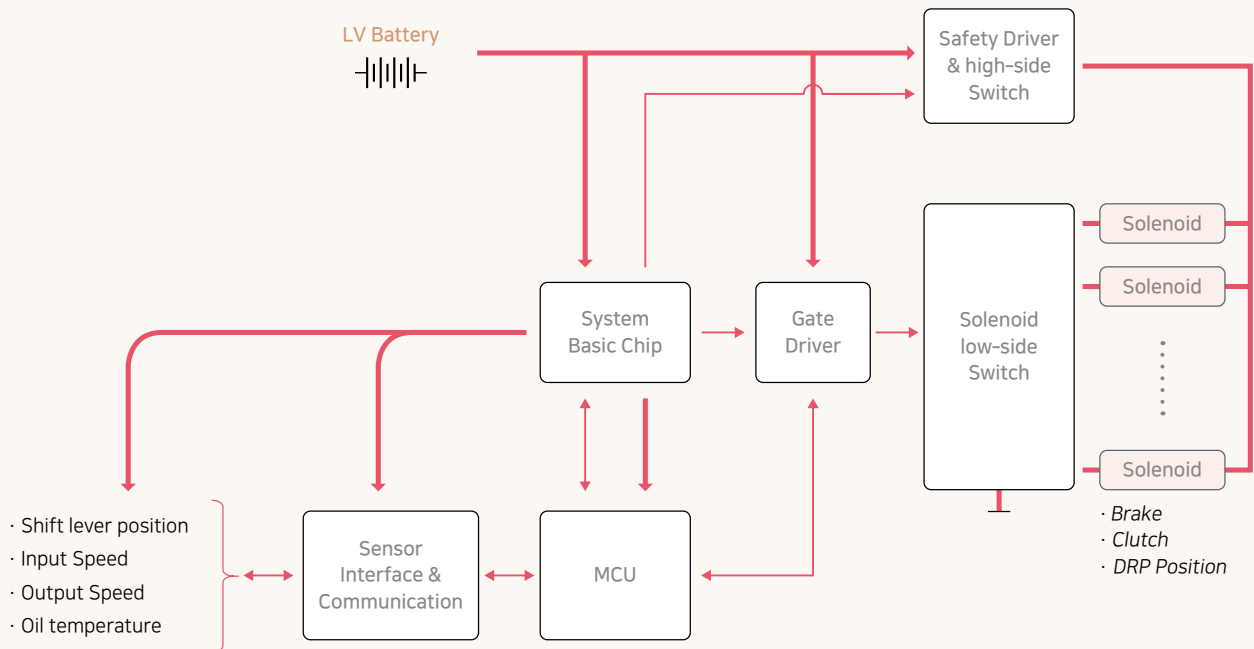 LV Battery
Safety Driver
& high-side
Switch
Solenoid
Solenoid
System
Basic Chip
Gate
Driver
Solenoid
low-side
Switch
Solenoid
· Brake
· Clutch
· DRP Position
· Shift lever position
· Input Speed
· Output Speed
· Oil temperature
Sensor
Interface &
Communication
MCU